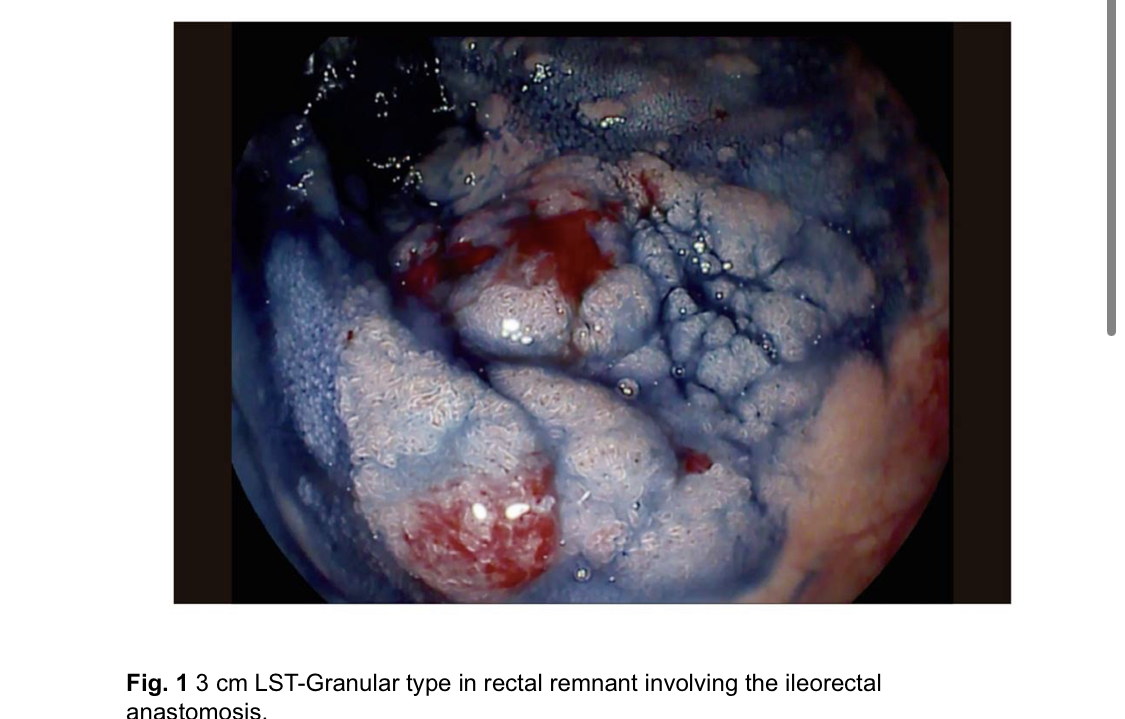 Fig. 1 3 cm LST-Granular type in rectal remnant involving the ileorectal
anastomosis.